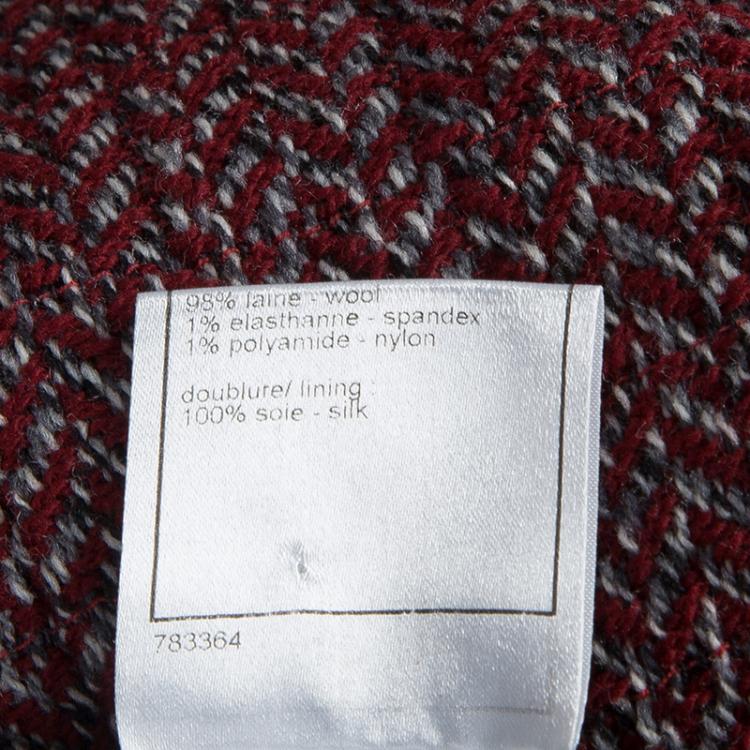 98% laine - wool
1% elasthanne - spandex
1% polyamide - nylon
doublure/ lining
100% soie - silk
783364